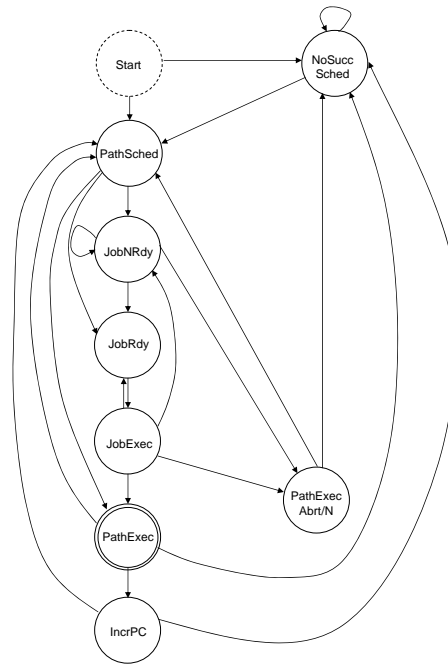 Start
NoSucc
Sched
PathSched
JobNRdy
JobRdy
JobExec
PathExec
Abrt/N
PathExec
IncrPC